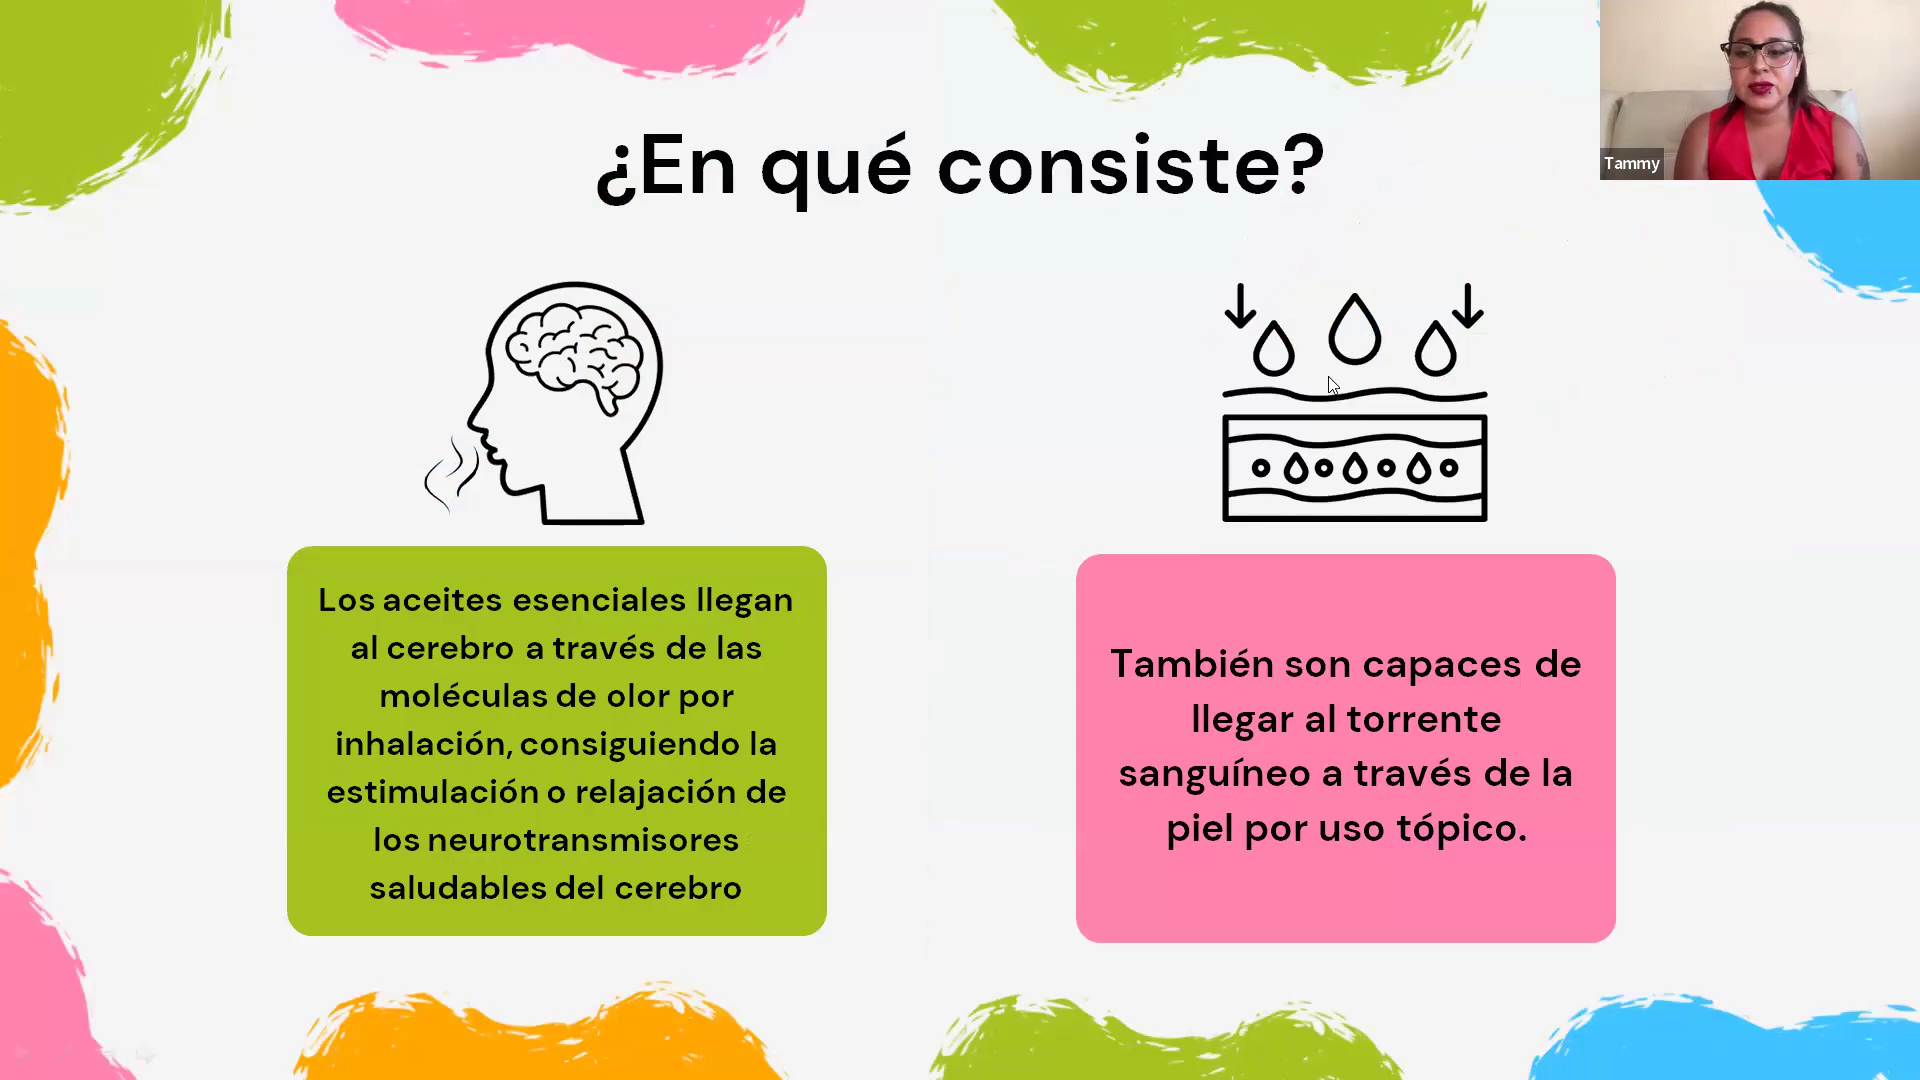 ¿En qué consiste?
Tammy
Los aceites esenciales llegan
al cerebro a través de las
moléculas de olor por
inhalación, consiguiendo la
estimulación o relajación de
los neurotransmisores
saludables del cerebro
También son capaces de
llegar al torrente
sanguíneo a través de la
piel por uso tópico.